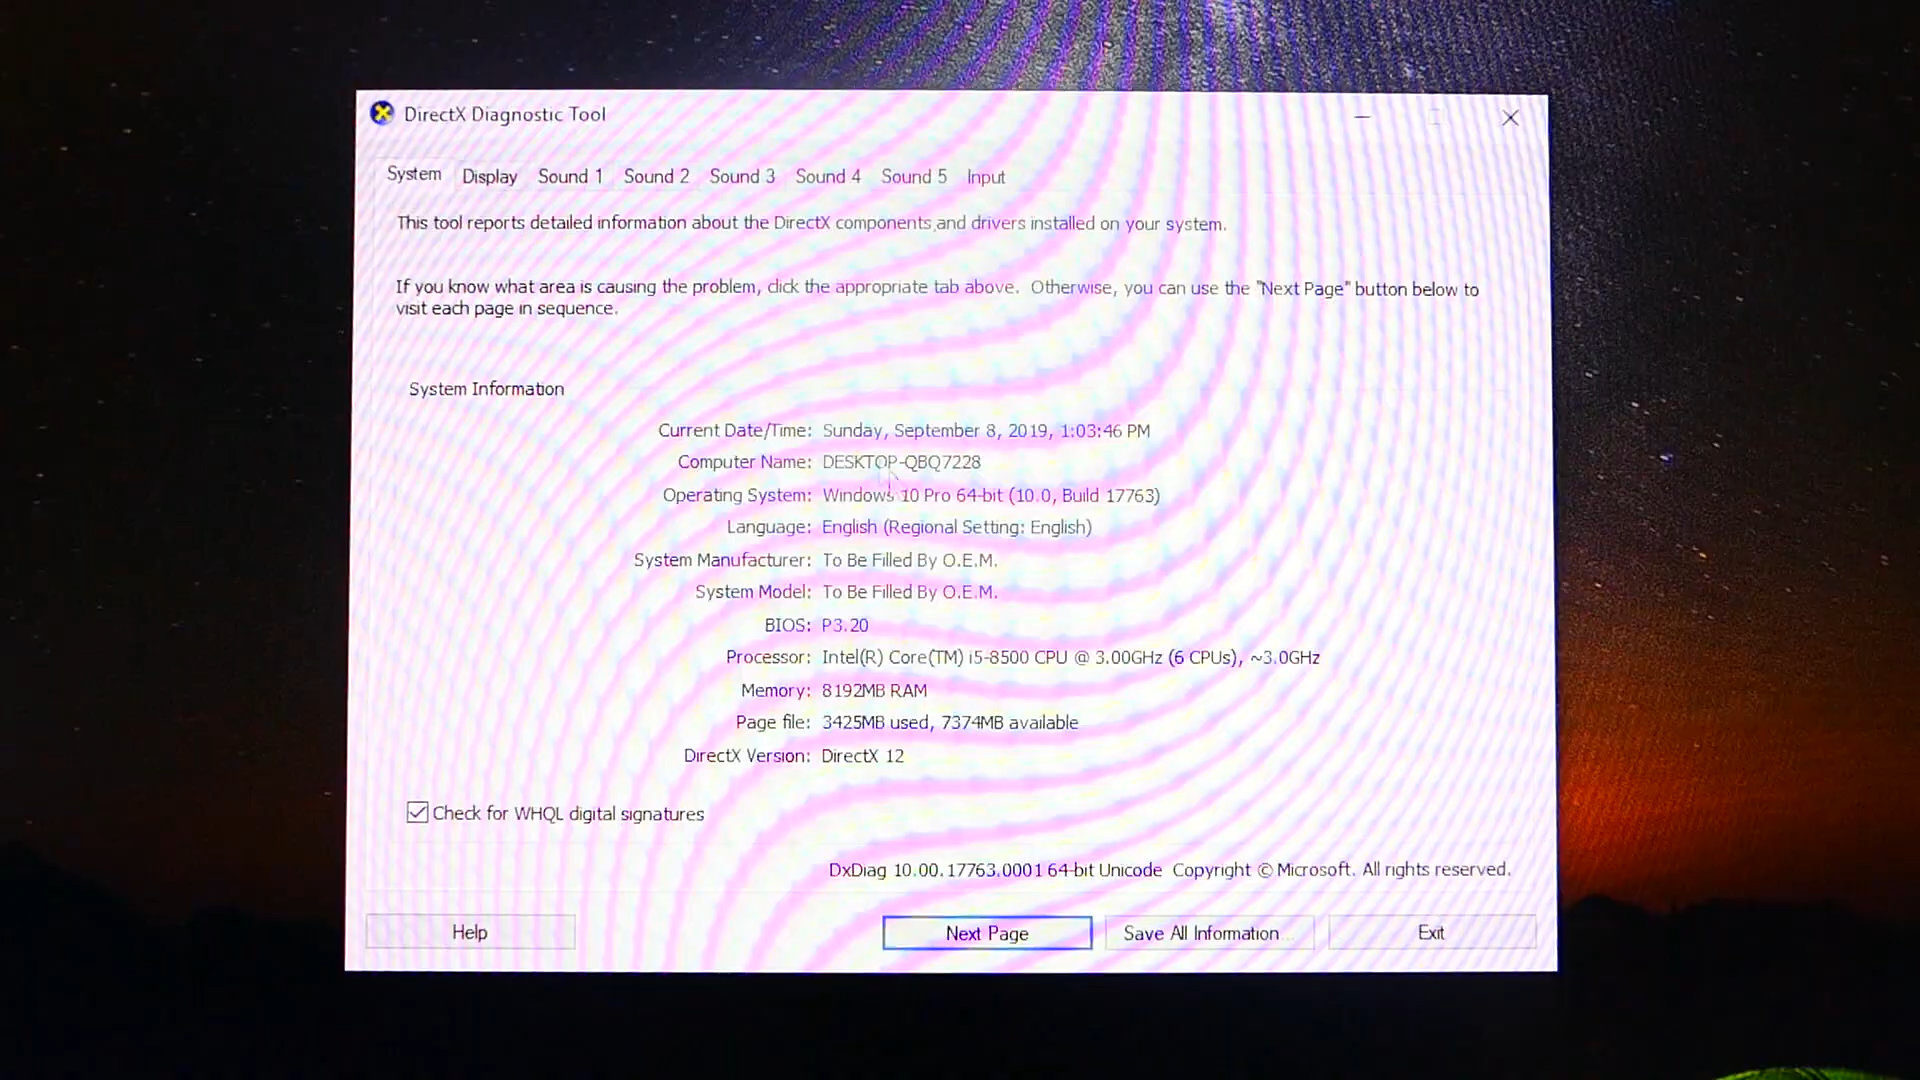 DirectX Diagnostic Tool
System Display Sound 1 Sound 2 Sound 3 Sound 4 Sound 5 Input
This tool reports detailed information about the DirectX components and drivers installed on your system.
If you know what area is causing the problem, click the appropriate tab above. Otherwise, you can use the "Next Page" button below to
visit each page in sequence.
System Information
Current Date/Time: Sunday, September 8, 2019, 1:03:46 PM
Computer Name: DESKTOP-QBQ7228
Operating System: Windows 10 Pro 64-bit (10.0, Build 17763)
Language: English (Regional Setting: English)
System Manufacturer: To Be Filled By O.E.M.
System Model: To Be Filled By O.E.M.
BIOS: P3.20
Processor: Intel(R) Core(TM) i5-8500 CPU @ 3.00GHz (6 CPUs), ~3.0GHz
Memory: 8192MB RAM
Page file: 3425MB used, 7374MB available
DirectX Version: DirectX 12
Check for WHQL digital signatures
DxDiag 10.00.17763.0001 64-bit Unicode Copyright © Microsoft. All rights reserved.
Help Next Page Save All Information... Exit